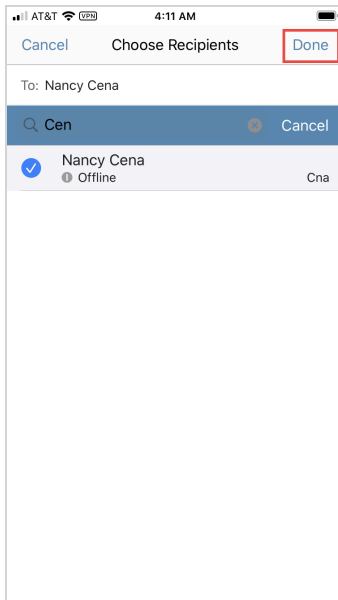 AT&T VPN 4:11 AM
Cancel Choose Recipients Done
To: Nancy Cena
Cen Cancel
Nancy Cena
Offline Cna